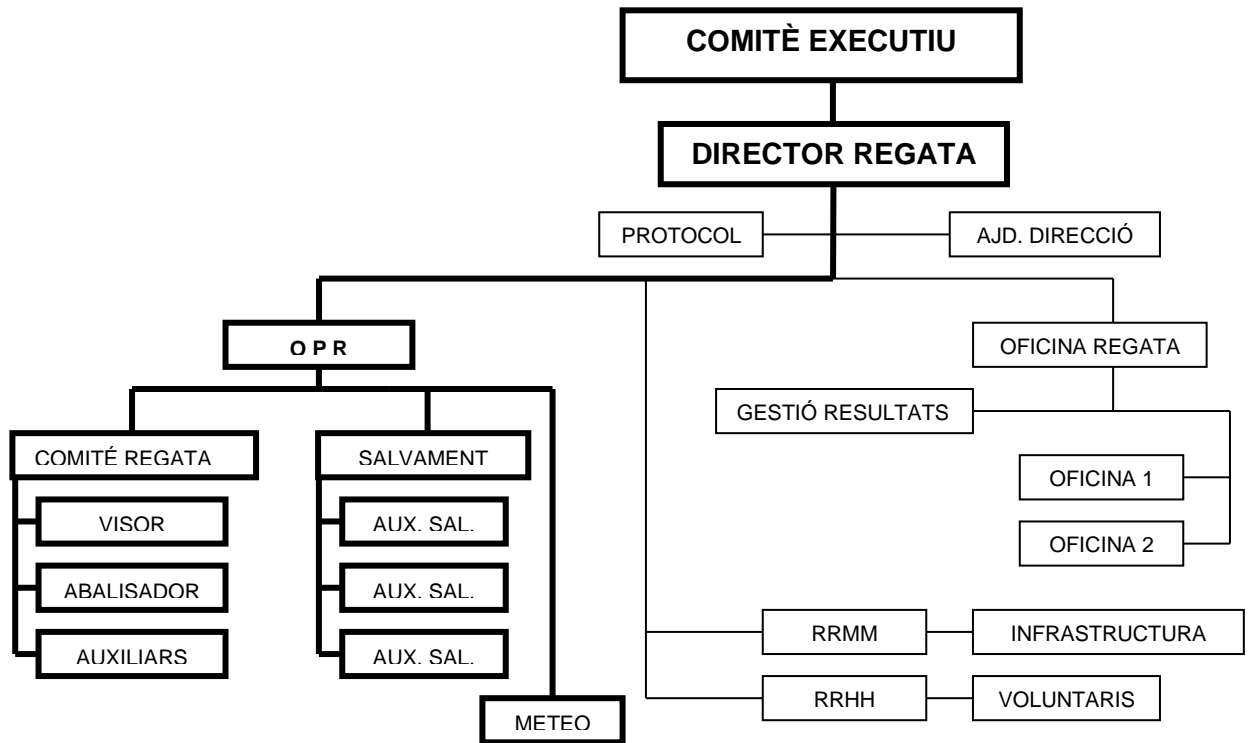 COMITÈ EXECUTIU
DIRECTOR REGATA
PROTOCOL
AJD. DIRECCIÓ
O P R
OFICINA REGATA
GESTIÓ RESULTATS
COMITÉ REGATA
SALVAMENT
OFICINA 1
VISOR
AUX. SAL.
OFICINA 2
ABALISADOR
AUX. SAL.
AUXILIARS
AUX. SAL.
RRMM
INFRASTRUCTURA
METEO
RRHH
VOLUNTARIS